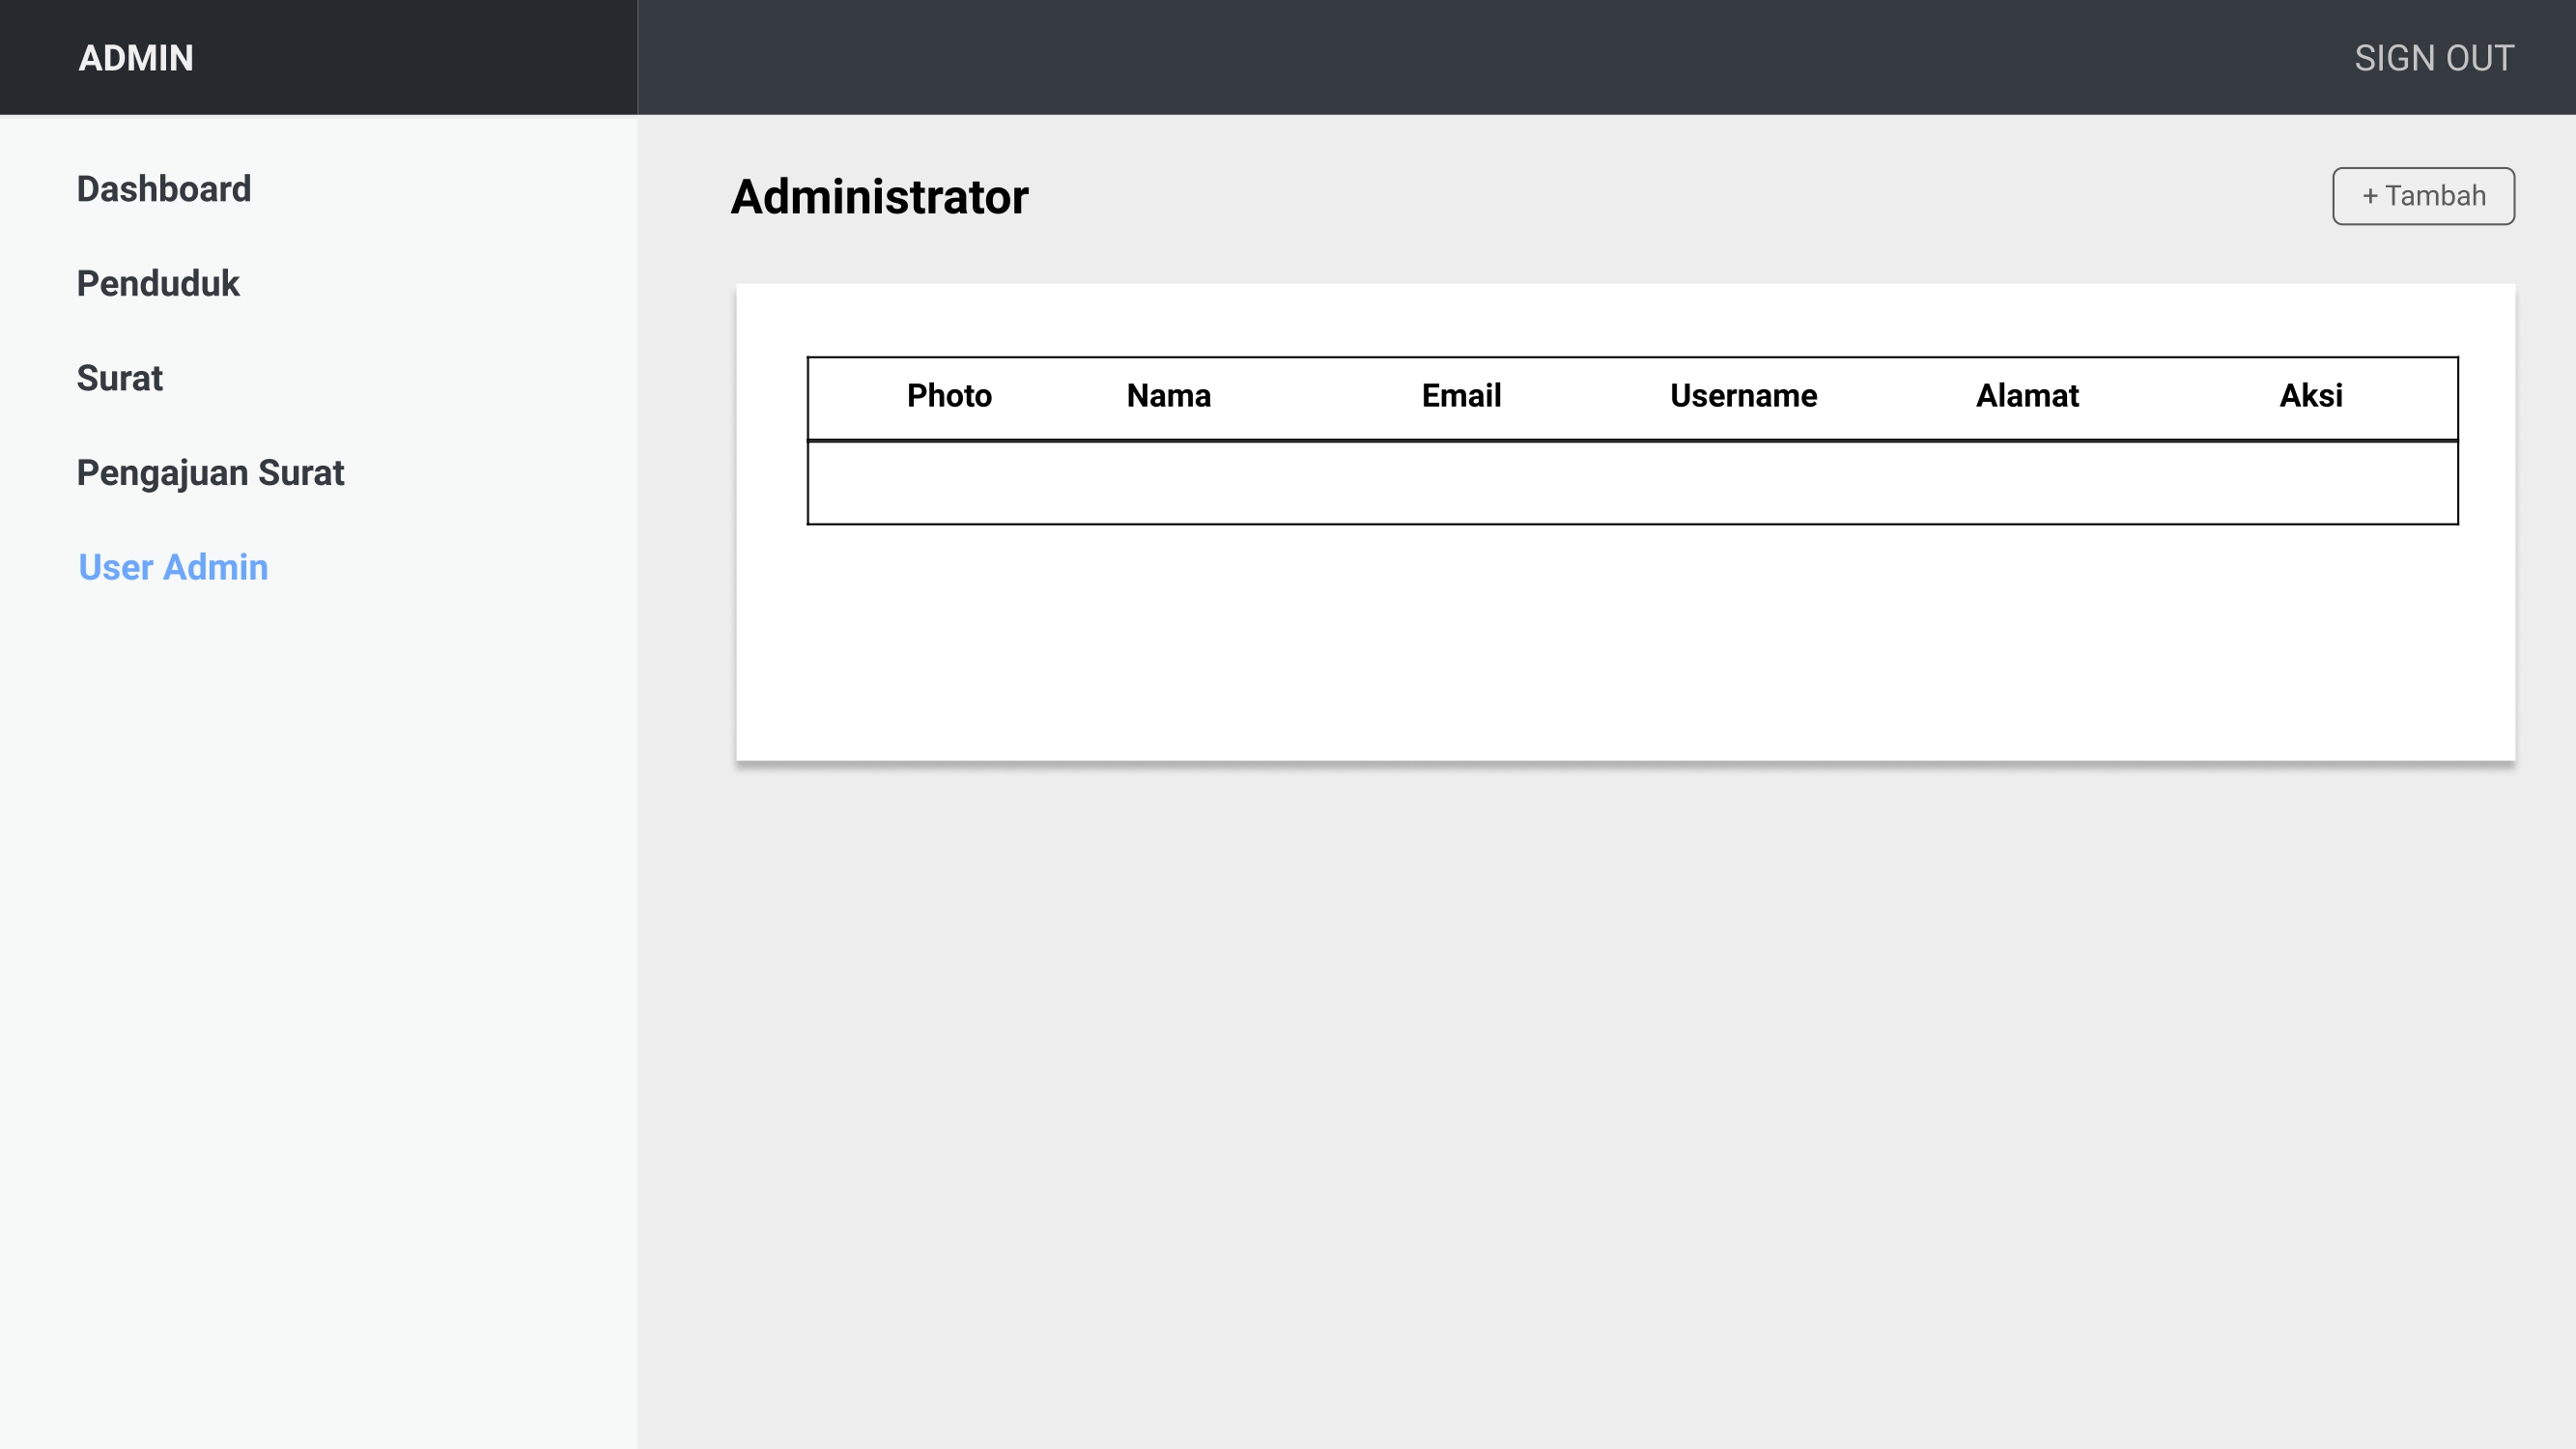 ADMIN
SIGN OUT
Dashboard
Penduduk
Surat
Pengajuan Surat
User Admin
Administrator
+ Tambah
Photo Nama Email Username Alamat Aksi